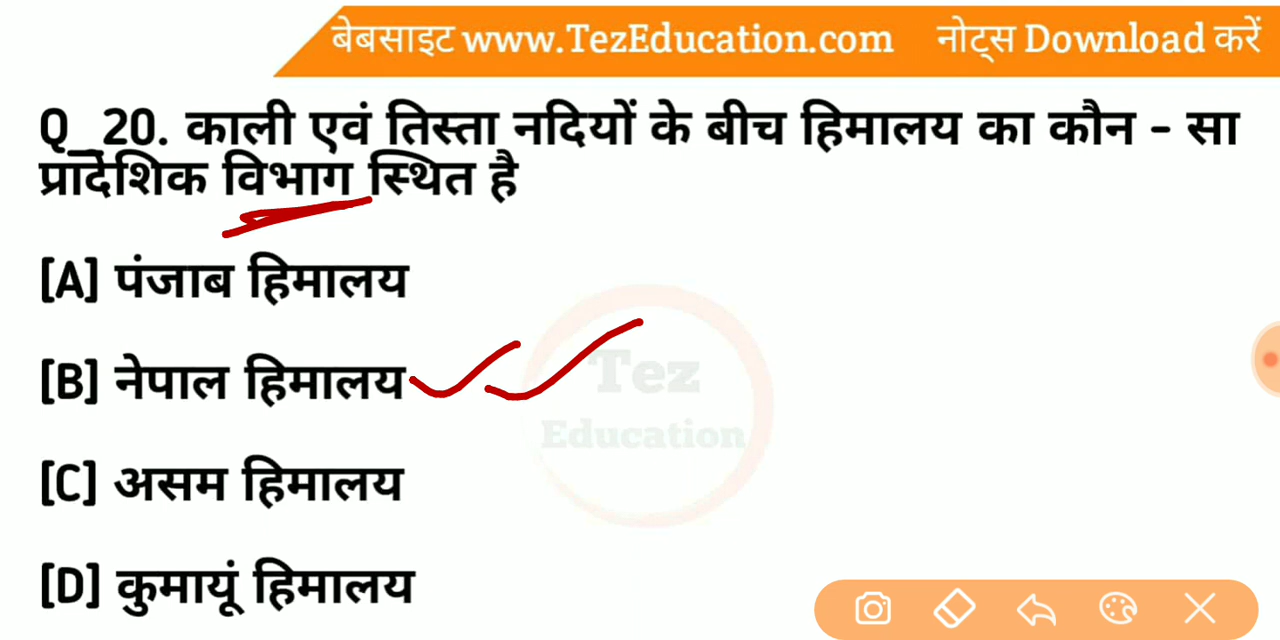 बेबसाइट www.TezEducation.com नोट्स Download करें
Q_20. काली एवं तिस्ता नदियों के बीच हिमालय का कौन - सा
प्रादेशिक विभाग स्थित है
[A] पंजाब हिमालय
[B] नेपाल हिमालय
Tez
Education
[C] असम हिमालय
[D] कुमायूं हिमालय